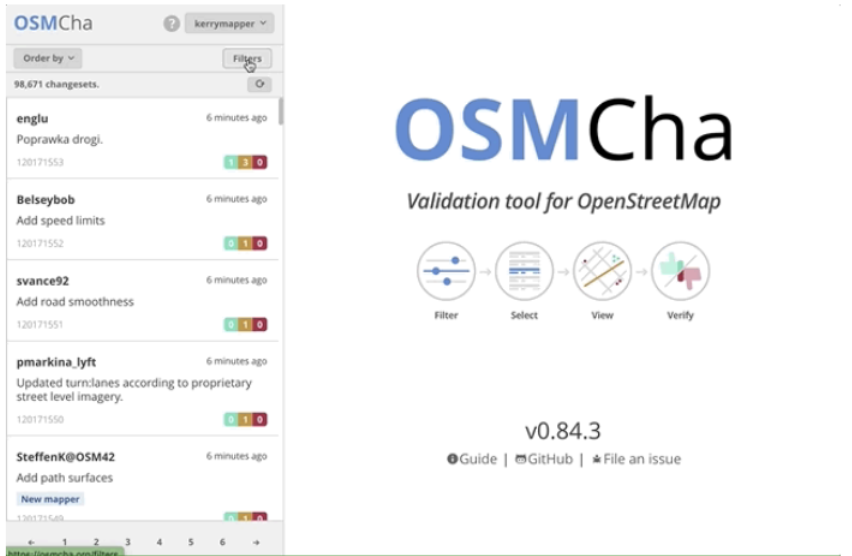 OSMCha
? kerrymapper
Order by
Filters
98,671 changesets.
englu
6 minutes ago
Poprawka drogi.
120171553
1 3 0
Belseybob
6 minutes ago
Add speed limits
120171552
0 1 0
svance92
6 minutes ago
Add road smoothness
120171551
0 1 0
pmarkina_lyft
6 minutes ago
Updated turn:lanes according to proprietary
street level imagery.
120171550
0 1 0
SteffenK@OSM42
6 minutes ago
Add path surfaces
New mapper
120171549
0 1 0
← 1 2 3 4 5 6 →
https://osmcha.org/filters
OSMCha
Validation tool for OpenStreetMap
Filter
Select
View
Verify
v0.84.3
Guide | GitHub | File an issue